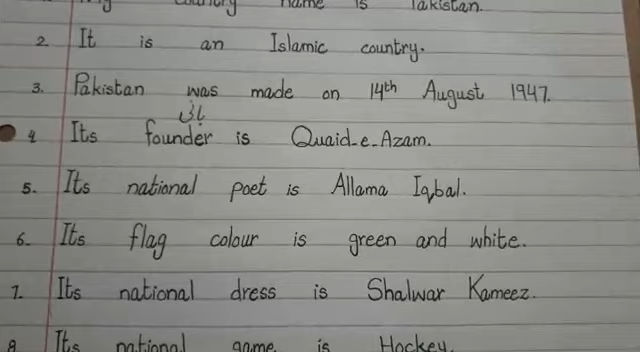 country name is Pakistan.
2. It is an Islamic country.
3. Pakistan was made on 14th August 1947.
بانی
4 Its founder is Quaid-e-Azam.
5. Its national poet is Allama Iqbal.
6. Its flag colour is green and white.
7. Its national dress is Shalwar Kameez.
8 Its national game is Hockey.